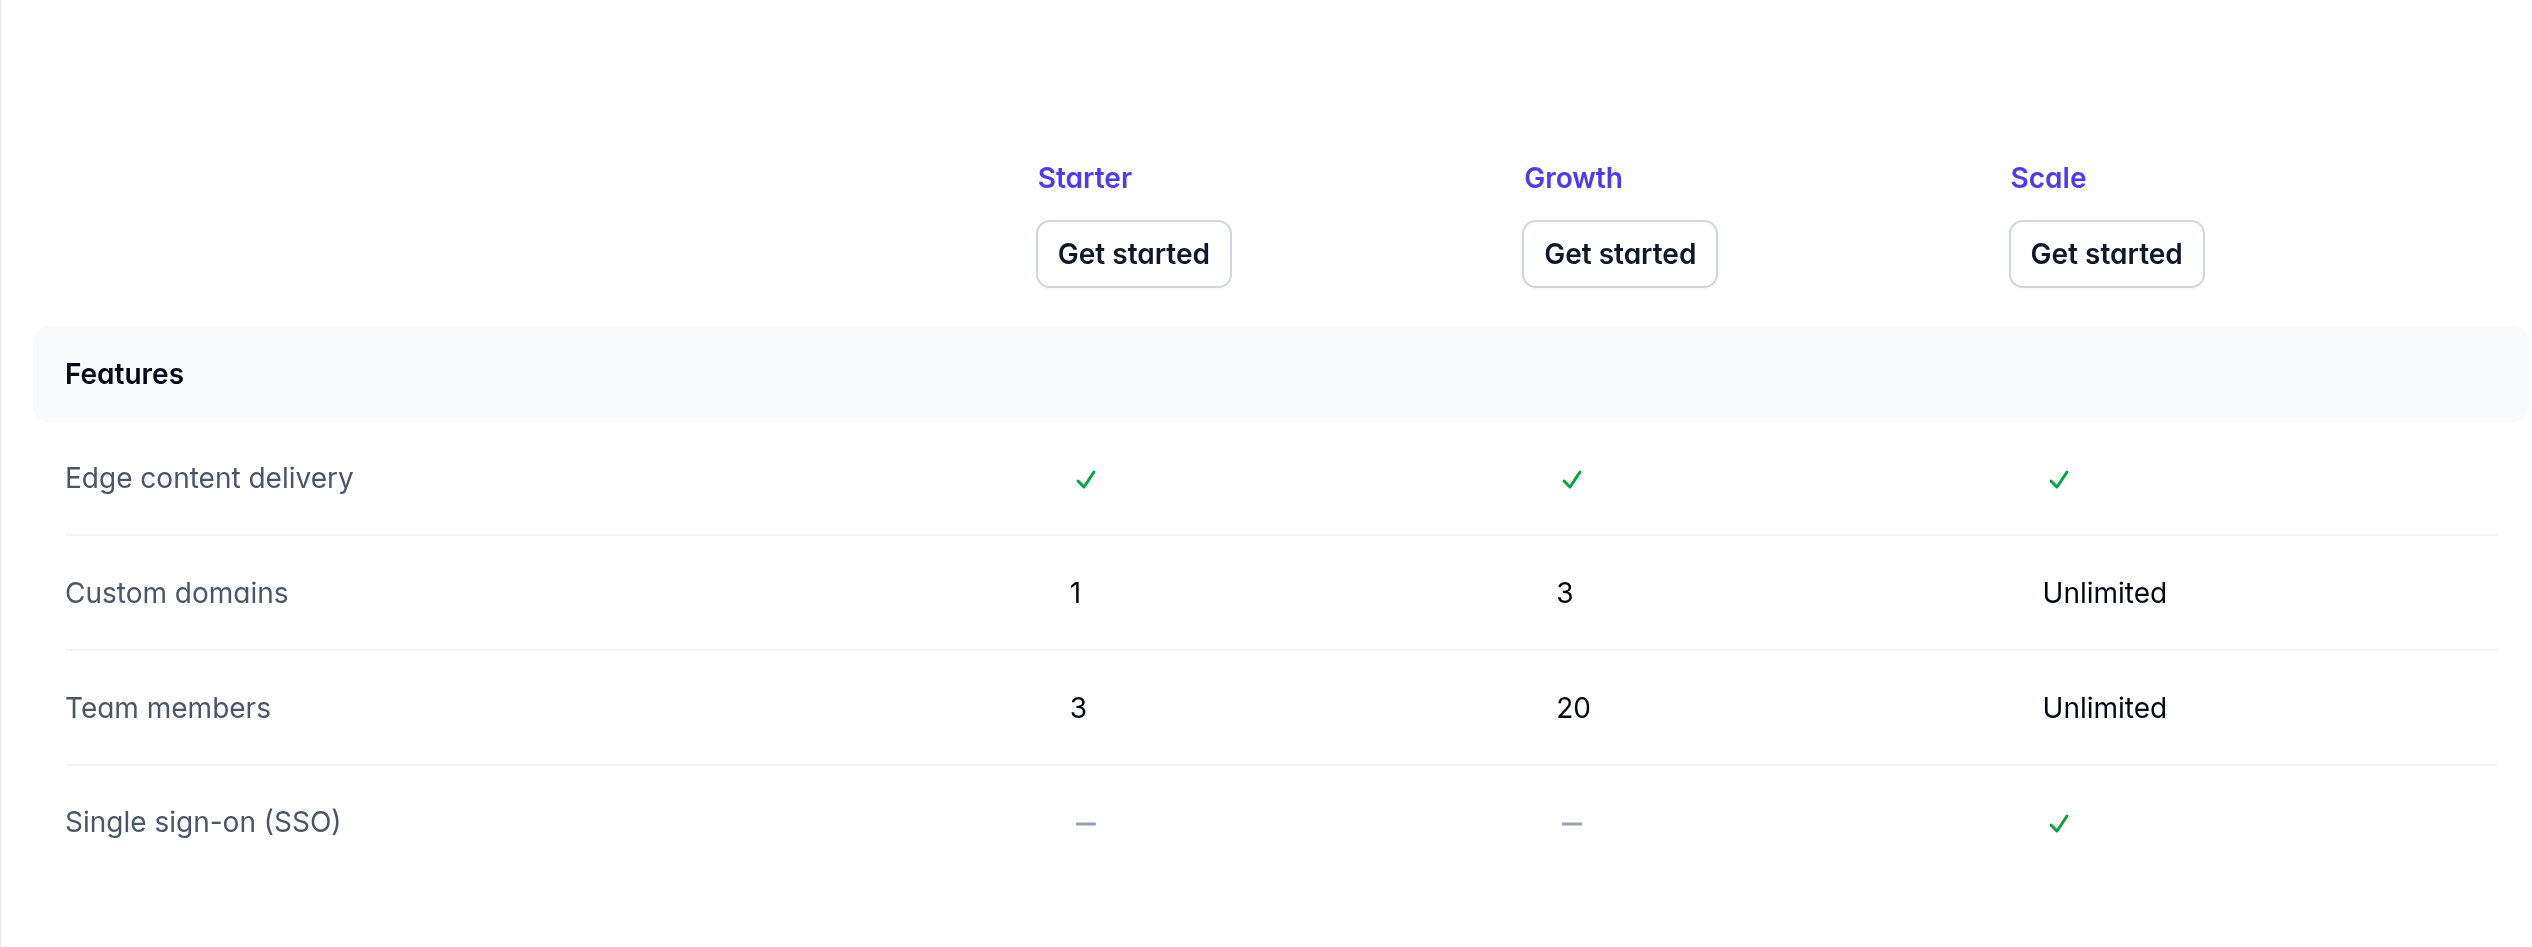 Starter Growth Scale
Get started Get started Get started
Features
Edge content delivery ✓ ✓ ✓
Custom domains 1 3 Unlimited
Team members 3 20 Unlimited
Single sign-on (SSO) — — ✓